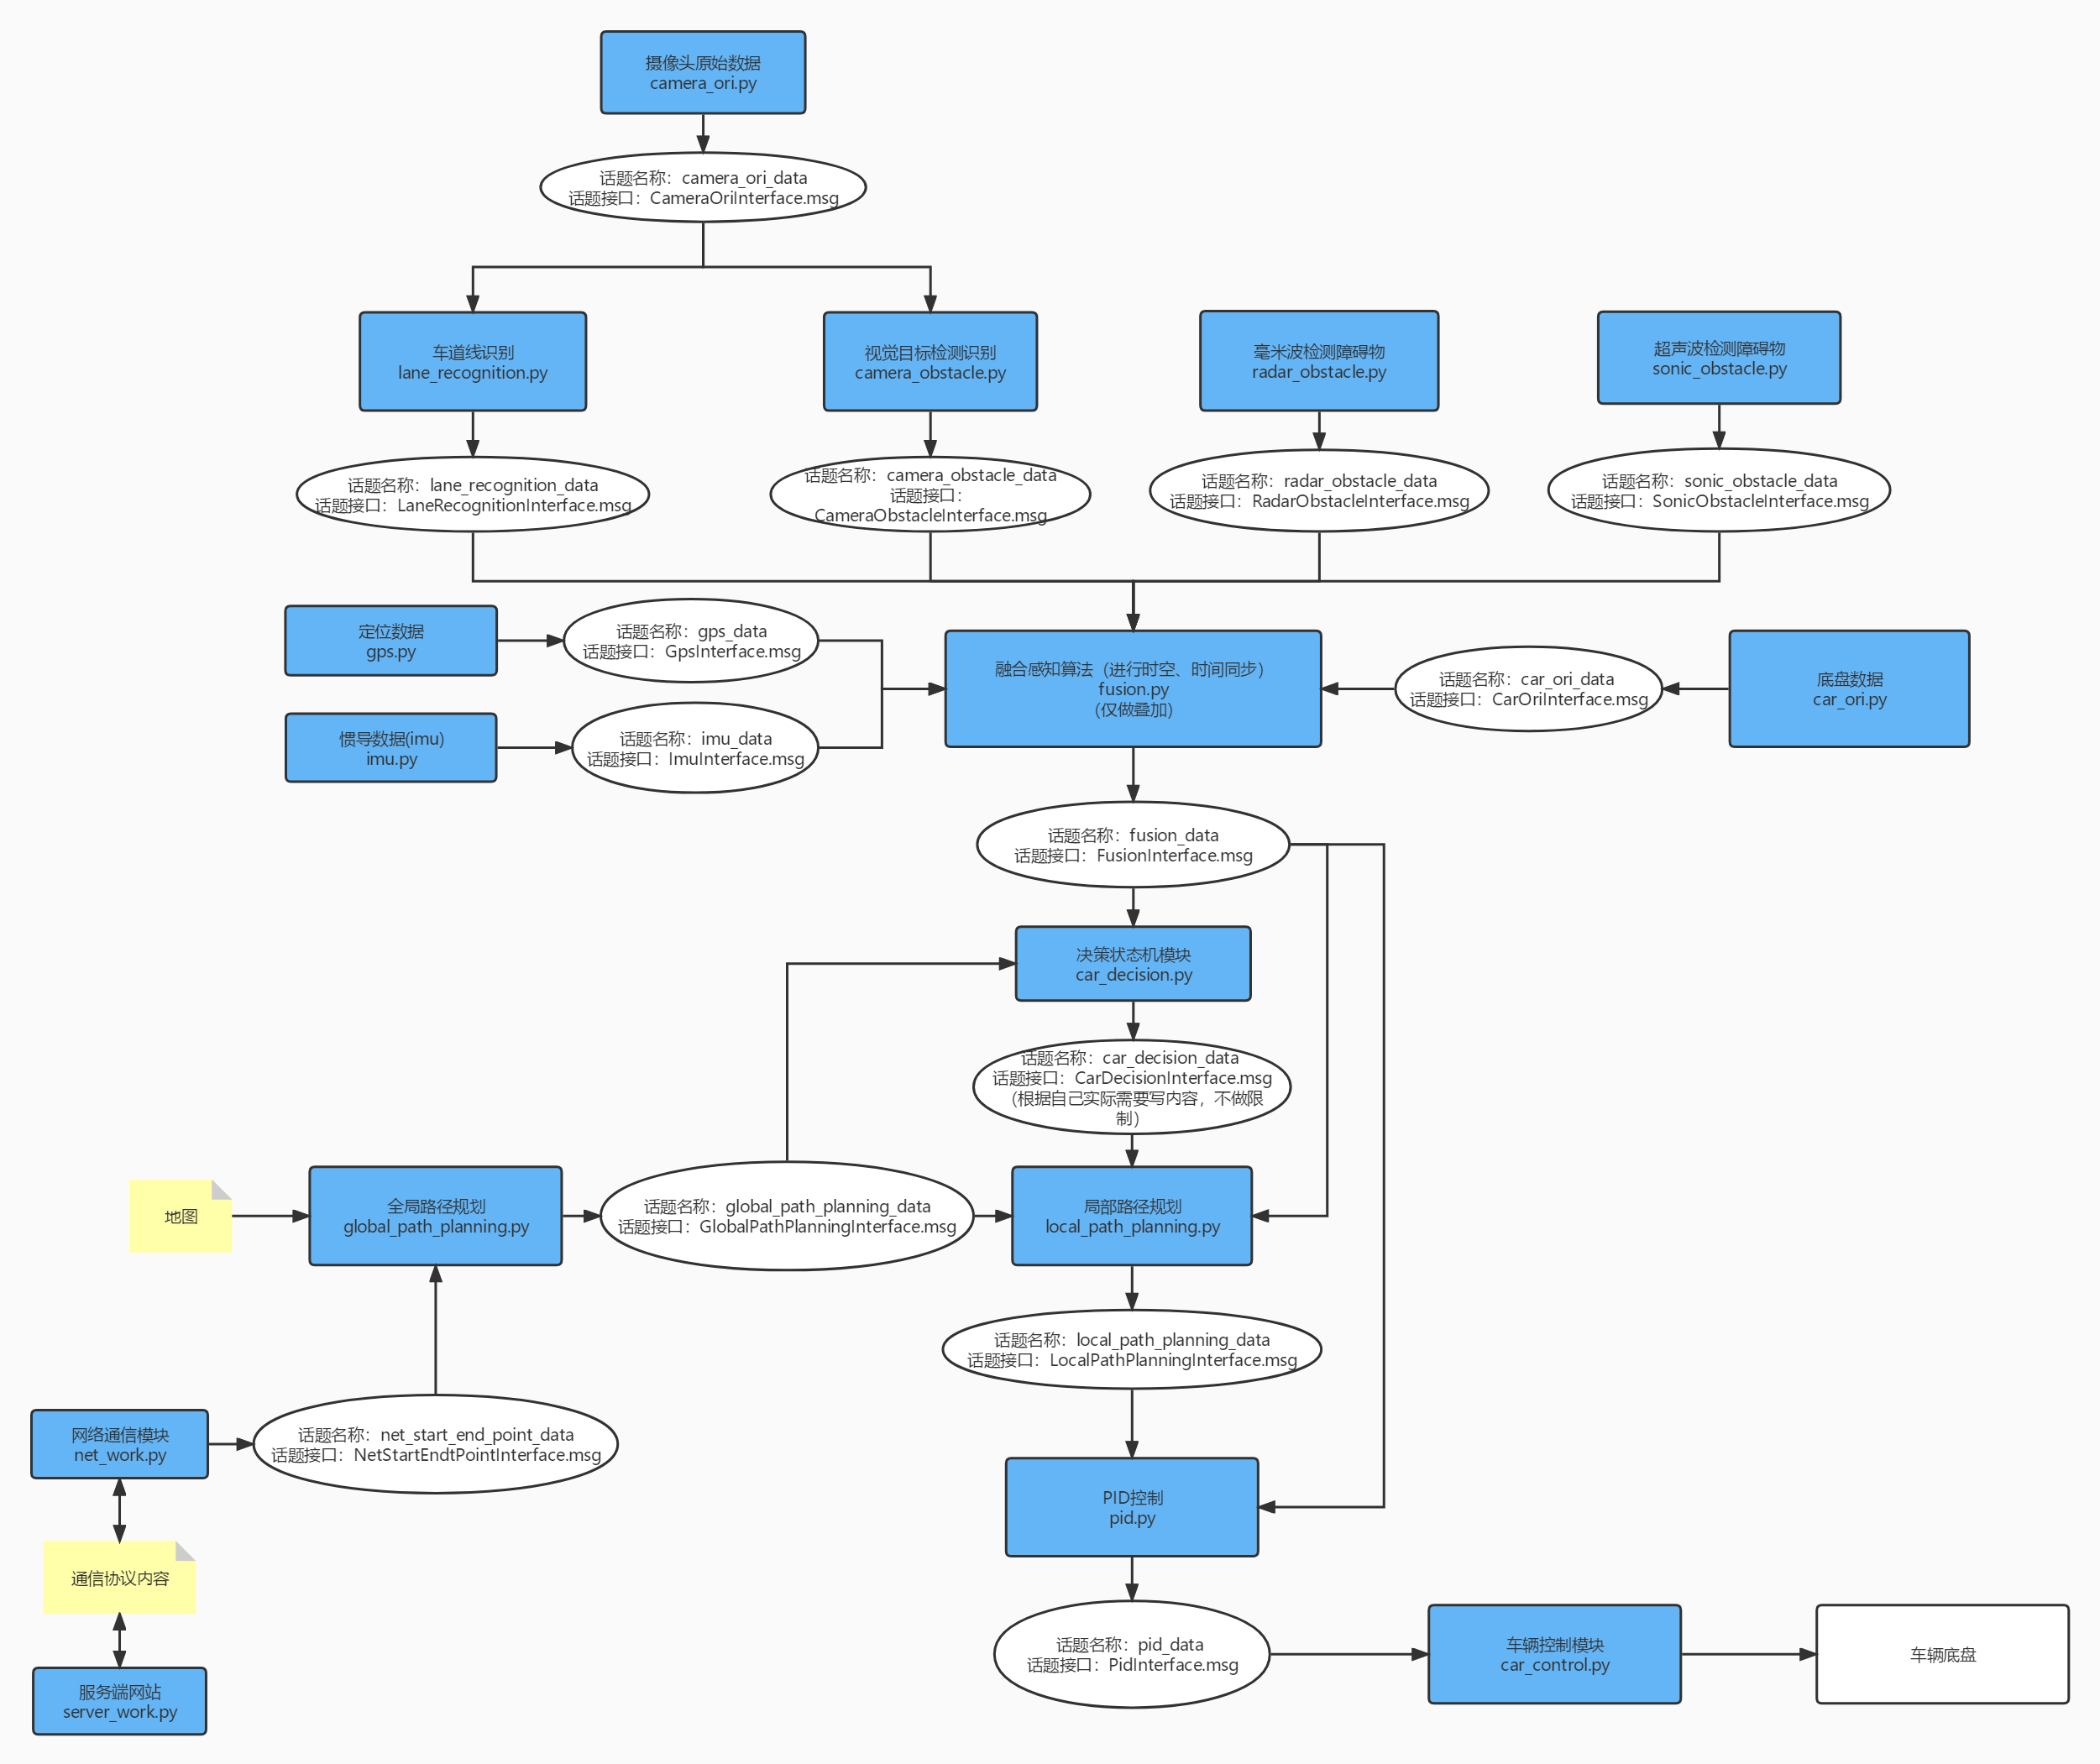 摄像头原始数据
camera_ori.py
话题名称：camera_ori_data
话题接口：CameraOriInterface.msg
车道线识别
lane_recognition.py
视觉目标检测识别
camera_obstacle.py
毫米波检测障碍物
radar_obstacle.py
超声波检测障碍物
sonic_obstacle.py
话题名称：lane_recognition_data
话题接口：LaneRecognitionInterface.msg
话题名称：camera_obstacle_data
话题接口：
CameraObstacleInterface.msg
话题名称：radar_obstacle_data
话题接口：RadarObstacleInterface.msg
话题名称：sonic_obstacle_data
话题接口：SonicObstacleInterface.msg
定位数据
gps.py
话题名称：gps_data
话题接口：GpsInterface.msg
惯导数据(imu)
imu.py
话题名称：imu_data
话题接口：ImuInterface.msg
融合感知算法（进行时空、时间同步）
fusion.py
（仅做叠加）
话题名称：car_ori_data
话题接口：CarOriInterface.msg
底盘数据
car_ori.py
话题名称：fusion_data
话题接口：FusionInterface.msg
决策状态机模块
car_decision.py
话题名称：car_decision_data
话题接口：CarDecisionInterface.msg
（根据自己实际需要写内容，不做限
制）
地图
全局路径规划
global_path_planning.py
话题名称：global_path_planning_data
话题接口：GlobalPathPlanningInterface.msg
局部路径规划
local_path_planning.py
话题名称：local_path_planning_data
话题接口：LocalPathPlanningInterface.msg
网络通信模块
net_work.py
话题名称：net_start_end_point_data
话题接口：NetStartEndtPointInterface.msg
PID控制
pid.py
通信协议内容
服务端网站
server_work.py
话题名称：pid_data
话题接口：PidInterface.msg
车辆控制模块
car_control.py
车辆底盘